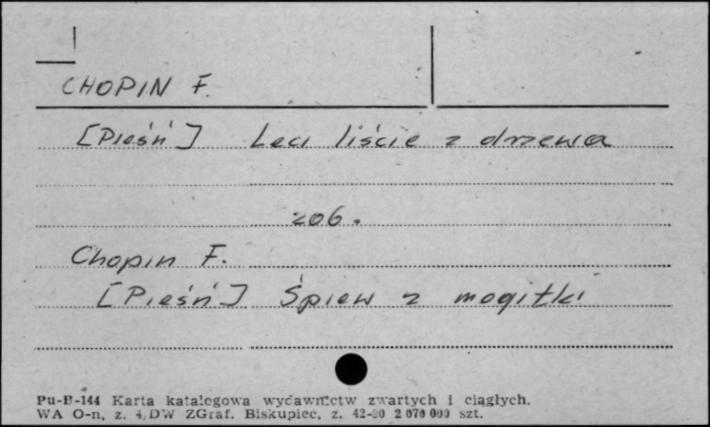 CHOPIN F.
[Pieśń] Leci liście z drzewa
zob.
Chopin F.
[Pieśń] Śpiew z mogiłki
Pu-B-144 Karta katalogowa wydawnictw zwartych i ciągłych.
WA O-n, z. 4/DW ZGraf. Biskupiec, z. 42-20 2 070 000 szt.